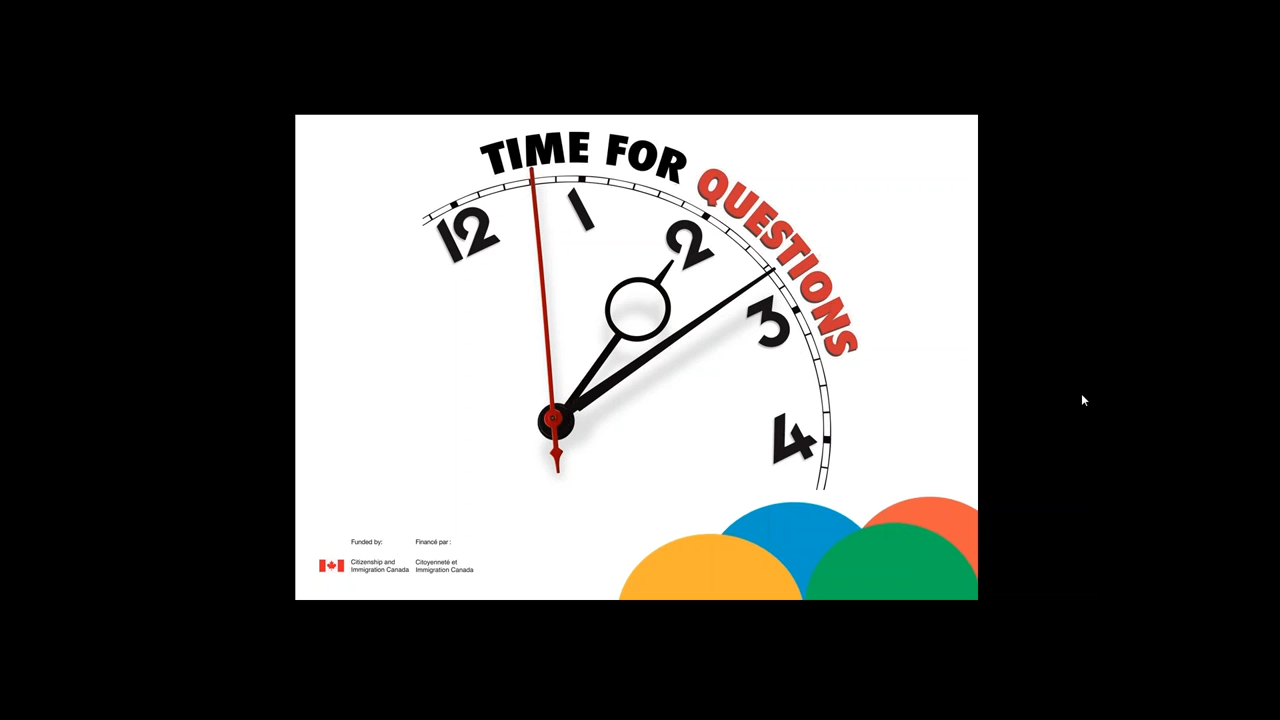 TIME FOR QUESTIONS
12
1
2
3
4
Funded by: Financé par :
Citizenship and Citoyenneté et
Immigration Canada Immigration Canada